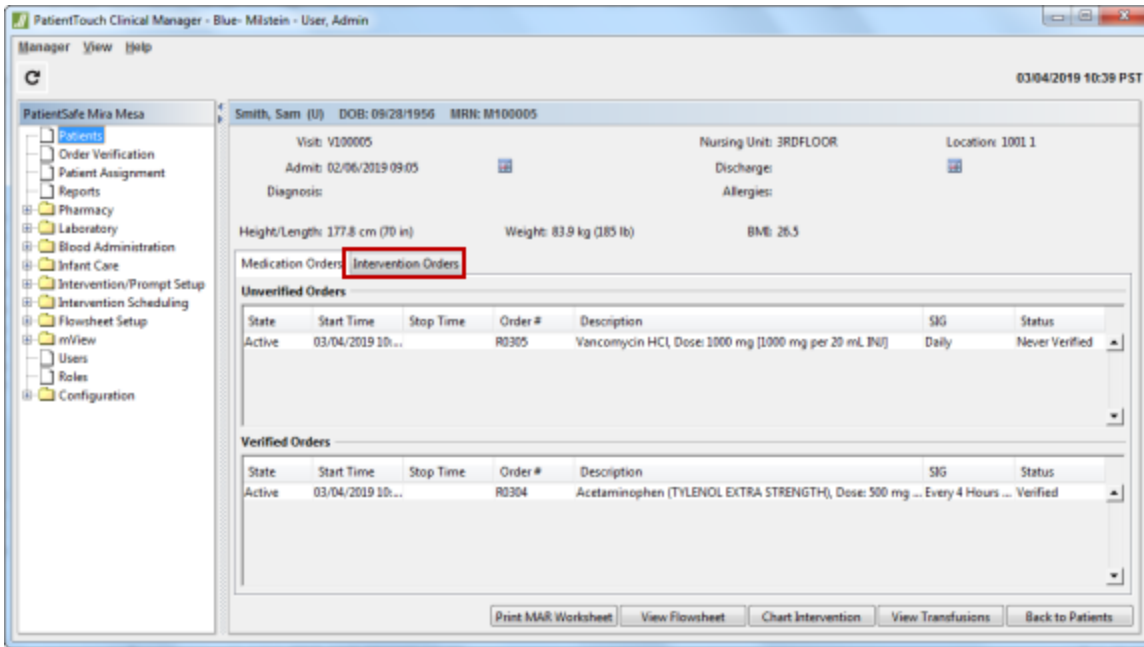 PatientTouch Clinical Manager - Blue- Milstein - User, Admin
Manager View Help
03/04/2019 10:39 PST
PatientSafe Mira Mesa
Patients
Order Verification
Patient Assignment
Reports
Pharmacy
Laboratory
Blood Administration
Infant Care
Intervention/Prompt Setup
Intervention Scheduling
Flowsheet Setup
mView
Users
Roles
Configuration
Smith, Sam (U) DOB: 09/28/1956 MRN: M100005
Visit: V100005 Nursing Unit: 3RDFLOOR Location: 1001 1
Admit: 02/06/2019 09:05 Discharge:
Diagnosis: Allergies:
Height/Length: 177.8 cm (70 in) Weight: 83.9 kg (185 lb) BMI: 26.5
Medication Orders Intervention Orders
Unverified Orders
State Start Time Stop Time Order # Description SIG Status
Active 03/04/2019 10:... R0305 Vancomycin HCl, Dose: 1000 mg [1000 mg per 20 mL INJ] Daily Never Verified
Verified Orders
State Start Time Stop Time Order # Description SIG Status
Active 03/04/2019 10:... R0304 Acetaminophen (TYLENOL EXTRA STRENGTH), Dose: 500 mg ... Every 4 Hours ... Verified
Print MAR Worksheet View Flowsheet Chart Intervention View Transfusions Back to Patients